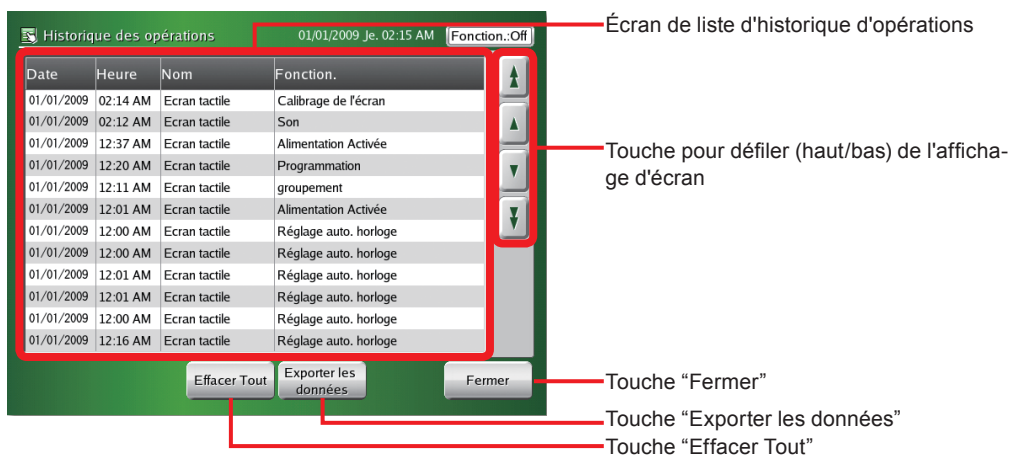 Historique des opérations 01/01/2009 Je. 02:15 AM Fonction.:Off
Écran de liste d'historique d'opérations
Date Heure Nom Fonction.
01/01/2009 02:14 AM Ecran tactile Calibrage de l'écran
01/01/2009 02:12 AM Ecran tactile Son
01/01/2009 12:37 AM Ecran tactile Alimentation Activée
01/01/2009 12:20 AM Ecran tactile Programmation
01/01/2009 12:11 AM Ecran tactile groupement
01/01/2009 12:01 AM Ecran tactile Alimentation Activée
01/01/2009 12:00 AM Ecran tactile Réglage auto. horloge
01/01/2009 12:00 AM Ecran tactile Réglage auto. horloge
01/01/2009 12:01 AM Ecran tactile Réglage auto. horloge
01/01/2009 12:01 AM Ecran tactile Réglage auto. horloge
01/01/2009 12:00 AM Ecran tactile Réglage auto. horloge
01/01/2009 12:16 AM Ecran tactile Réglage auto. horloge
Touche pour défiler (haut/bas) de l'afficha-
ge d'écran
Effacer Tout
Exporter les
données
Fermer
Touche “Fermer”
Touche “Exporter les données”
Touche “Effacer Tout”